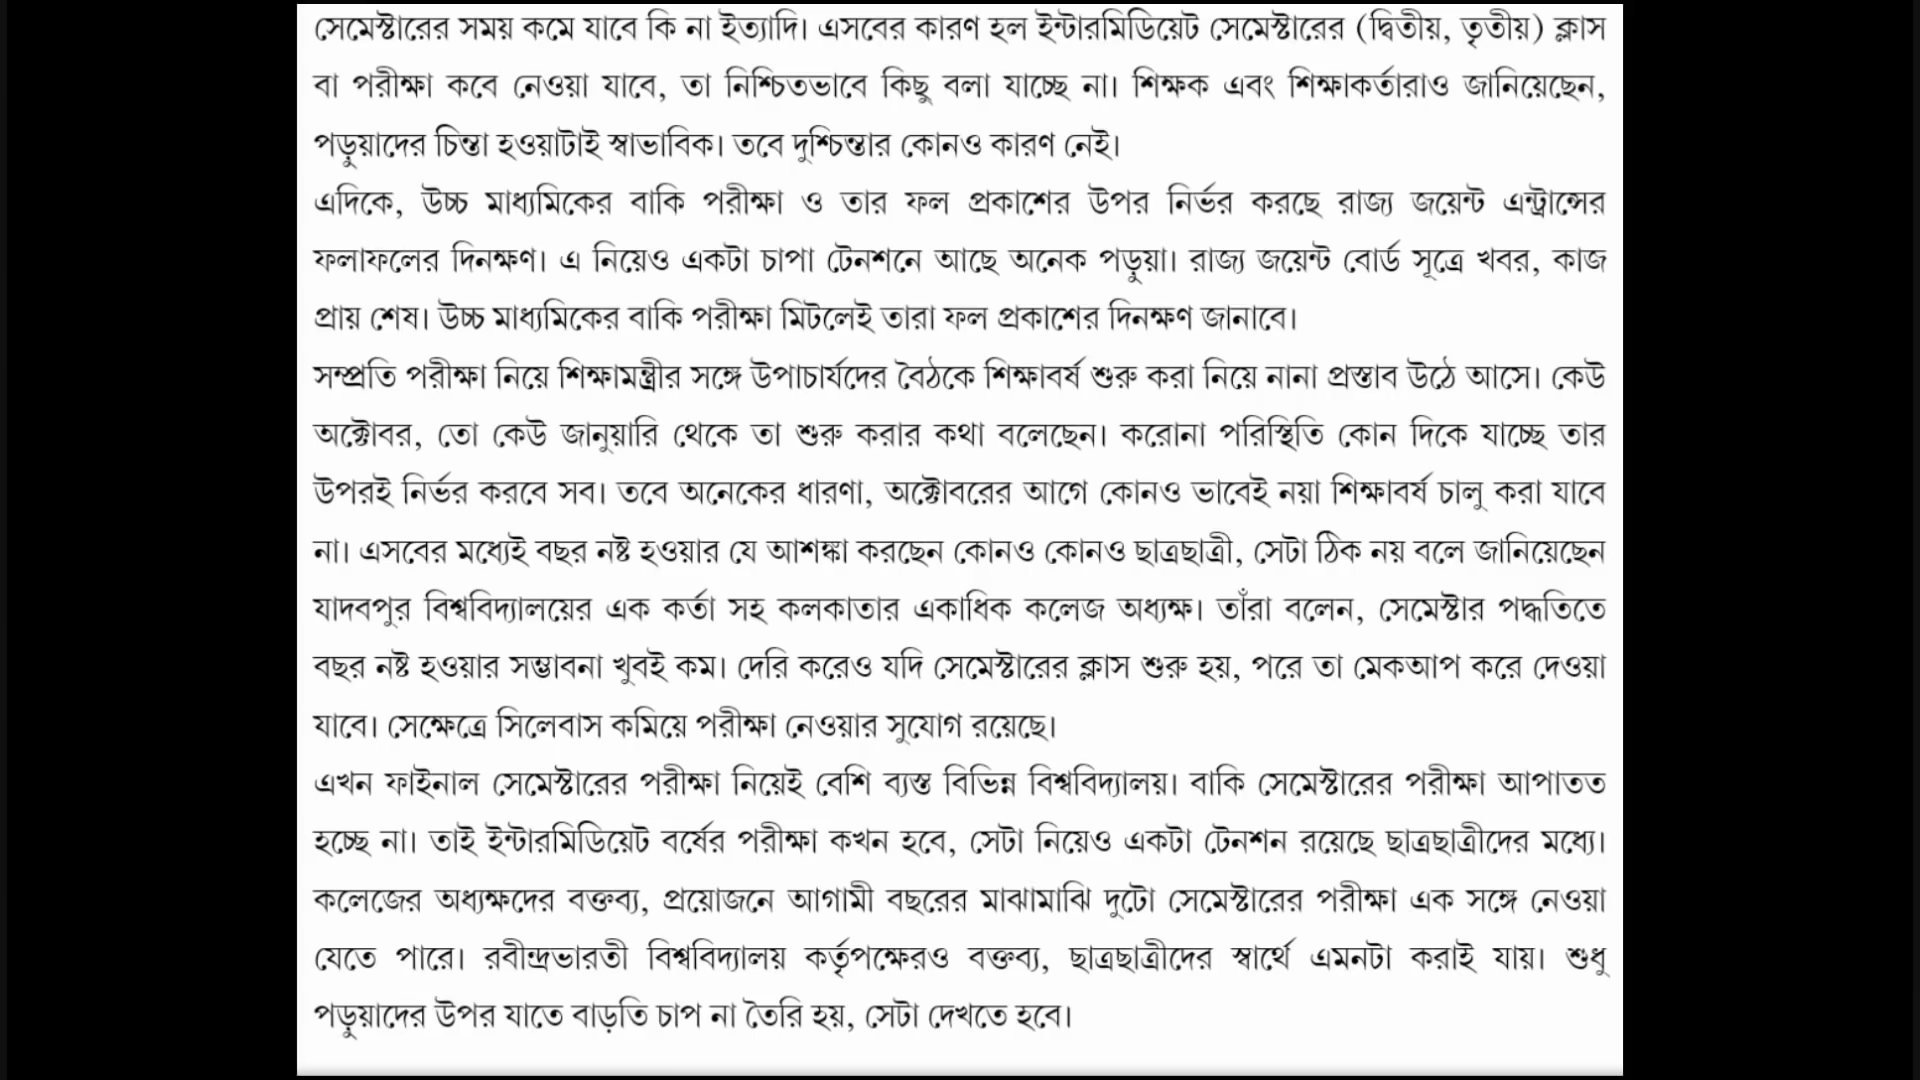 সেমেস্টারের সময় কমে যাবে কি না ইত্যাদি। এসবের কারণ হল ইন্টারমিডিয়েট সেমেস্টারের (দ্বিতীয়, তৃতীয়) ক্লাস
বা পরীক্ষা কবে নেওয়া যাবে, তা নিশ্চিতভাবে কিছু বলা যাচ্ছে না। শিক্ষক এবং শিক্ষাকর্তারাও জানিয়েছেন,
পড়ুয়াদের চিন্তা হওয়াটাই স্বাভাবিক। তবে দুশ্চিন্তার কোনও কারণ নেই।
এদিকে, উচ্চ মাধ্যমিকের বাকি পরীক্ষা ও তার ফল প্রকাশের উপর নির্ভর করছে রাজ্য জয়েন্ট এন্ট্রান্সের
ফলাফলের দিনক্ষণ। এ নিয়েও একটা চাপা টেনশনে আছে অনেক পড়ুয়া। রাজ্য জয়েন্ট বোর্ড সূত্রে খবর, কাজ
প্রায় শেষ। উচ্চ মাধ্যমিকের বাকি পরীক্ষা মিটলেই তারা ফল প্রকাশের দিনক্ষণ জানাবে।
সম্প্রতি পরীক্ষা নিয়ে শিক্ষামন্ত্রীর সঙ্গে উপাচার্যদের বৈঠকে শিক্ষাবর্ষ শুরু করা নিয়ে নানা প্রস্তাব উঠে আসে। কেউ
অক্টোবর, তো কেউ জানুয়ারি থেকে তা শুরু করার কথা বলেছেন। করোনা পরিস্থিতি কোন দিকে যাচ্ছে তার
উপরই নির্ভর করবে সব। তবে অনেকের ধারণা, অক্টোবরের আগে কোনও ভাবেই নয়া শিক্ষাবর্ষ চালু করা যাবে
না। এসবের মধ্যেই বছর নষ্ট হওয়ার যে আশঙ্কা করছেন কোনও কোনও ছাত্রছাত্রী, সেটা ঠিক নয় বলে জানিয়েছেন
যাদবপুর বিশ্ববিদ্যালয়ের এক কর্তা সহ কলকাতার একাধিক কলেজ অধ্যক্ষ। তাঁরা বলেন, সেমেস্টার পদ্ধতিতে
বছর নষ্ট হওয়ার সম্ভাবনা খুবই কম। দেরি করেও যদি সেমেস্টারের ক্লাস শুরু হয়, পরে তা মেকআপ করে দেওয়া
যাবে। সেক্ষেত্রে সিলেবাস কমিয়ে পরীক্ষা নেওয়ার সুযোগ রয়েছে।
এখন ফাইনাল সেমেস্টারের পরীক্ষা নিয়েই বেশি ব্যস্ত বিভিন্ন বিশ্ববিদ্যালয়। বাকি সেমেস্টারের পরীক্ষা আপাতত
হচ্ছে না। তাই ইন্টারমিডিয়েট বর্ষের পরীক্ষা কখন হবে, সেটা নিয়েও একটা টেনশন রয়েছে ছাত্রছাত্রীদের মধ্যে।
কলেজের অধ্যক্ষদের বক্তব্য, প্রয়োজনে আগামী বছরের মাঝামাঝি দুটো সেমেস্টারের পরীক্ষা এক সঙ্গে নেওয়া
যেতে পারে। রবীন্দ্রভারতী বিশ্ববিদ্যালয় কর্তৃপক্ষেরও বক্তব্য, ছাত্রছাত্রীদের স্বার্থে এমনটা করাই যায়। শুধু
পড়ুয়াদের উপর যাতে বাড়তি চাপ না তৈরি হয়, সেটা দেখতে হবে।